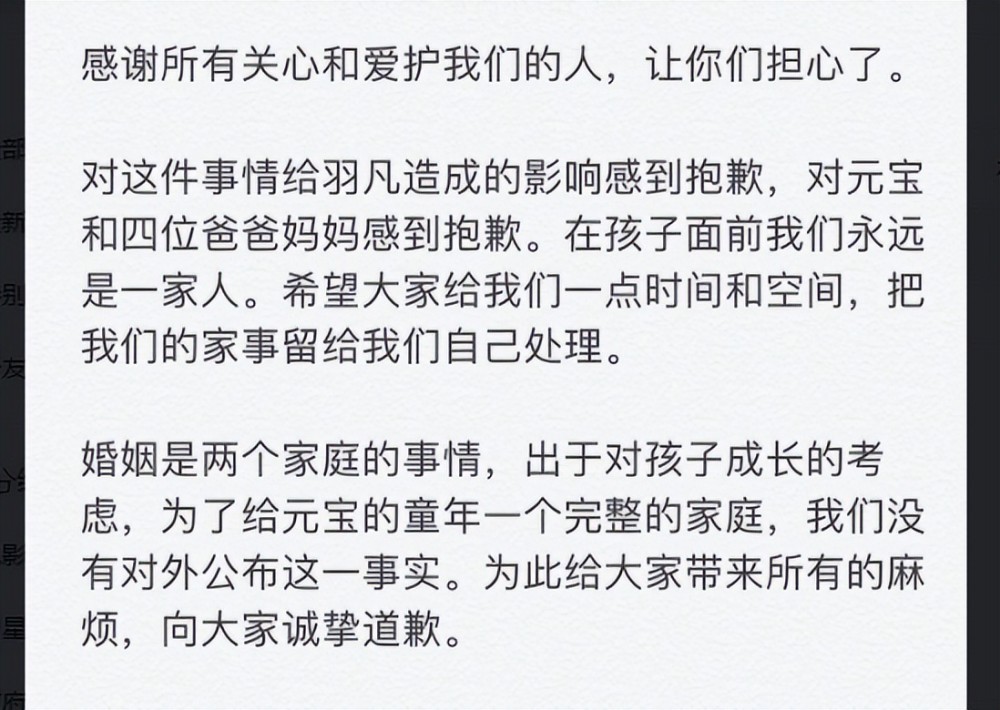 感谢所有关心和爱护我们的人，让你们担心了。
对这件事情给羽凡造成的影响感到抱歉，对元宝
和四位爸爸妈妈感到抱歉。在孩子面前我们永远
是一家人。希望大家给我们一点时间和空间，把
我们的家事留给我们自己处理。
婚姻是两个家庭的事情，出于对孩子成长的考
虑，为了给元宝的童年一个完整的家庭，我们没
有对外公布这一事实。为此给大家带来所有的麻
烦，向大家诚挚道歉。
部
新
别
友
影
星
府